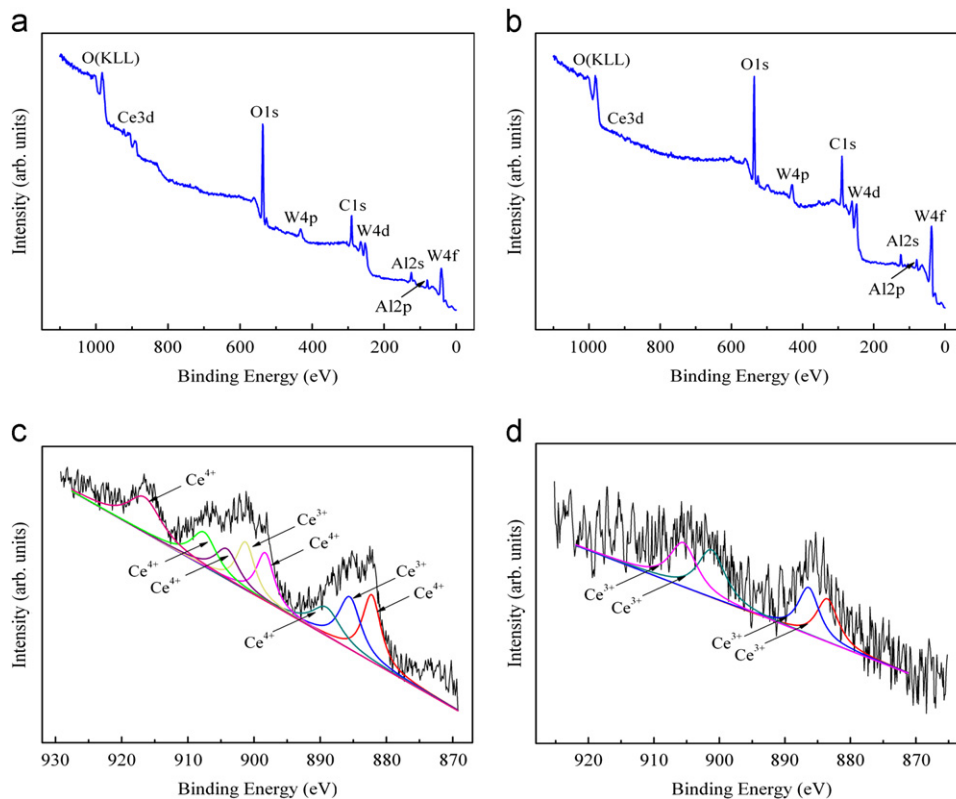 a
O(KLL)
Ce3d
O1s
W4p
C1s
W4d
Al2s
Al2p
W4f
Intensity (arb. units)
1000 800 600 400 200 0
Binding Energy (eV)
b
O(KLL)
Ce3d
O1s
W4p
C1s
W4d
Al2s
Al2p
W4f
Intensity (arb. units)
1000 800 600 400 200 0
Binding Energy (eV)
c
Ce⁴⁺
Ce³⁺
Ce⁴⁺
Ce⁴⁺
Ce⁴⁺
Ce³⁺
Ce⁴⁺
Ce⁴⁺
Intensity (arb. units)
930 920 910 900 890 880 870
Binding Energy (eV)
d
Ce³⁺
Ce³⁺
Ce³⁺
Ce³⁺
Intensity (arb. units)
920 910 900 890 880 870
Binding Energy (eV)